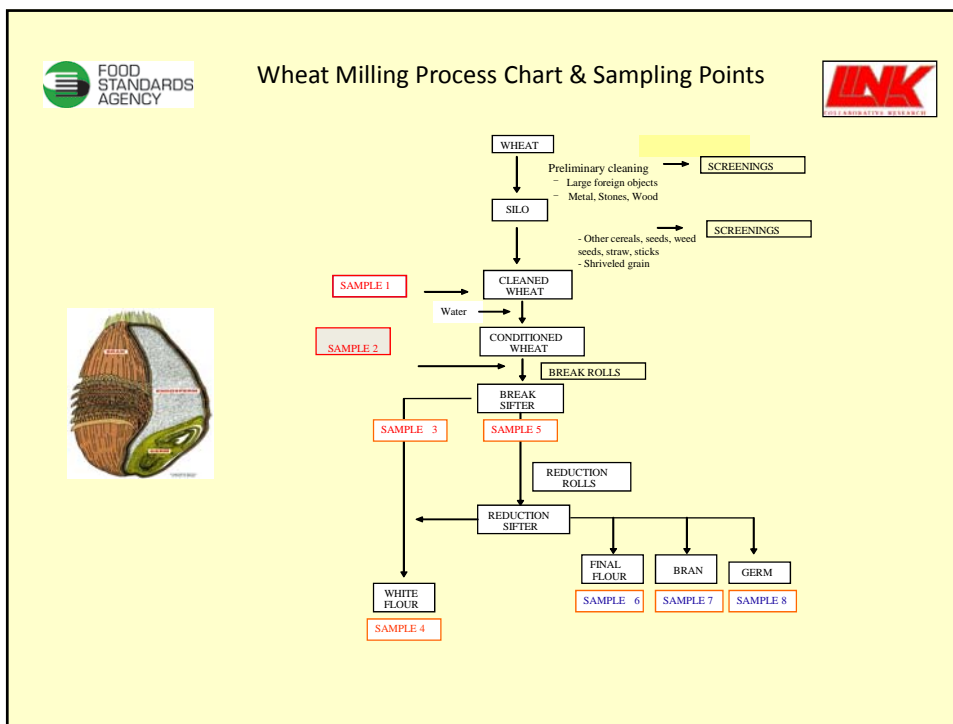 FOOD
STANDARDS
AGENCY
Wheat Milling Process Chart & Sampling Points
LINK
COLLABORATIVE RESEARCH
WHEAT
Preliminary cleaning
– Large foreign objects
– Metal, Stones, Wood
SCREENINGS
SILO
- Other cereals, seeds, weed
seeds, straw, sticks
- Shriveled grain
SCREENINGS
SAMPLE 1
CLEANED
WHEAT
Water
SAMPLE 2
CONDITIONED
WHEAT
BREAK ROLLS
BREAK
SIFTER
SAMPLE 3
SAMPLE 5
REDUCTION
ROLLS
REDUCTION
SIFTER
FINAL
FLOUR
BRAN
GERM
WHITE
FLOUR
SAMPLE 6
SAMPLE 7
SAMPLE 8
SAMPLE 4